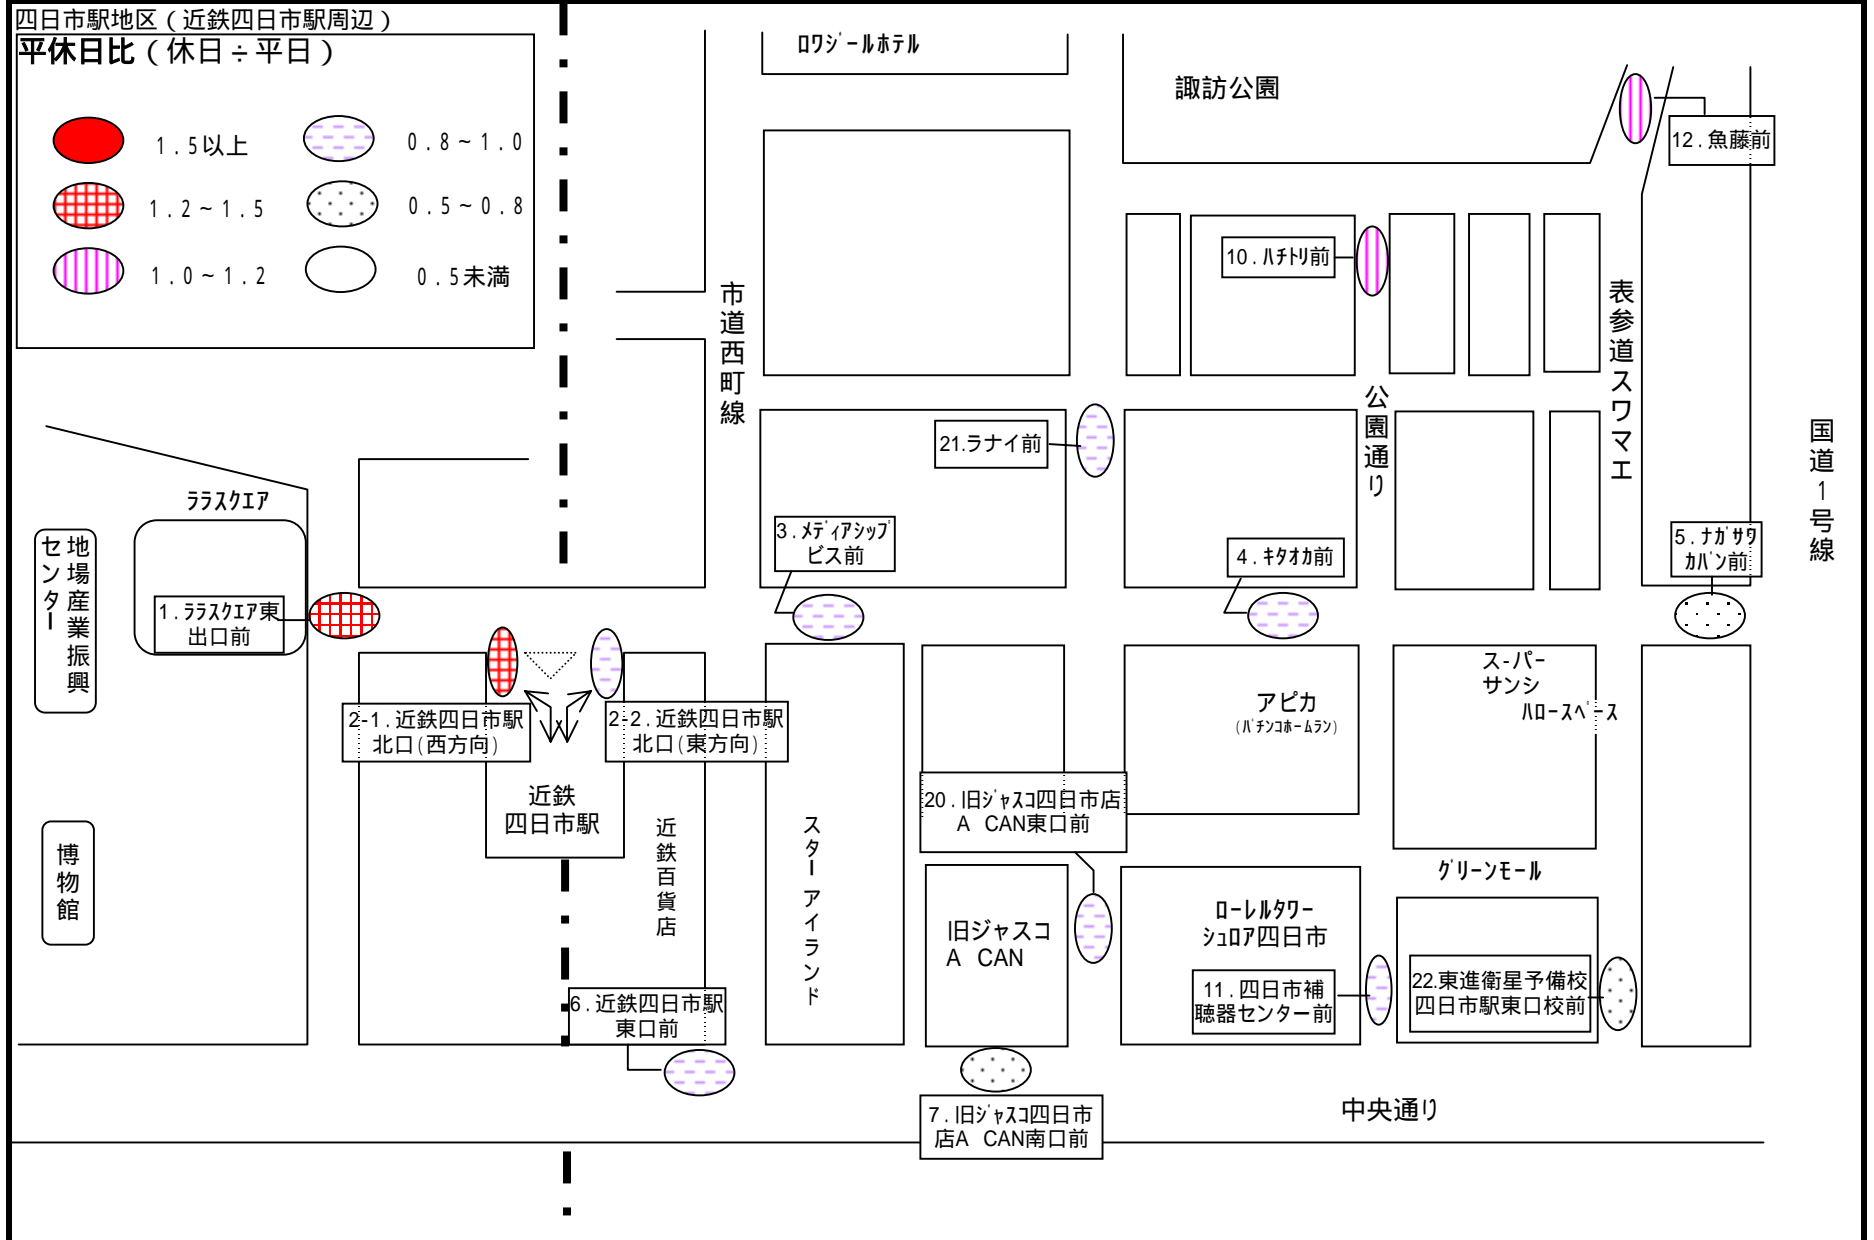 四日市駅地区（近鉄四日市駅周辺）
平休日比（休日÷平日）
1．5以上
0．8～1．0
1．2～1．5
0．5～0．8
1．0～1．2
0．5未満
ﾛﾜｼﾞｰﾙﾎﾃﾙ
諏訪公園
12．魚藤前
10．ﾊﾁﾄﾘ前
市道西町線
表参道スワマエ
公園通り
国道1号線
21.ラナイ前
ﾗﾗｽｸｴｱ
地場産業振興
センター
1．ﾗﾗｽｸｴｱ東
出口前
3．ﾒﾃﾞｨｱｼｯﾌﾟ
ビス前
4．ｷﾀｵｶ前
5．ﾅｶﾞｻﾜ
ｶﾊﾞﾝ前
2-1．近鉄四日市駅
北口(西方向)
2-2．近鉄四日市駅
北口(東方向)
近鉄
四日市駅
近鉄百貨店
スター アイランド
アピカ
(ﾊﾟﾁﾝｺﾎｰﾑﾗﾝ)
ス-パー
サンシ
ﾊﾛｰｽﾍﾟｰｽ
20．旧ｼﾞｬｽｺ四日市店
A CAN東口前
博物館
旧ジャスコ
A CAN
ﾛｰﾚﾙﾀﾜｰ
ｼｭﾛｱ四日市
ｸﾞﾘｰﾝﾓｰﾙ
11．四日市補
聴器センター前
22.東進衛星予備校
四日市駅東口校前
6．近鉄四日市駅
東口前
7．旧ｼﾞｬｽｺ四日市
店A CAN南口前
中央通り